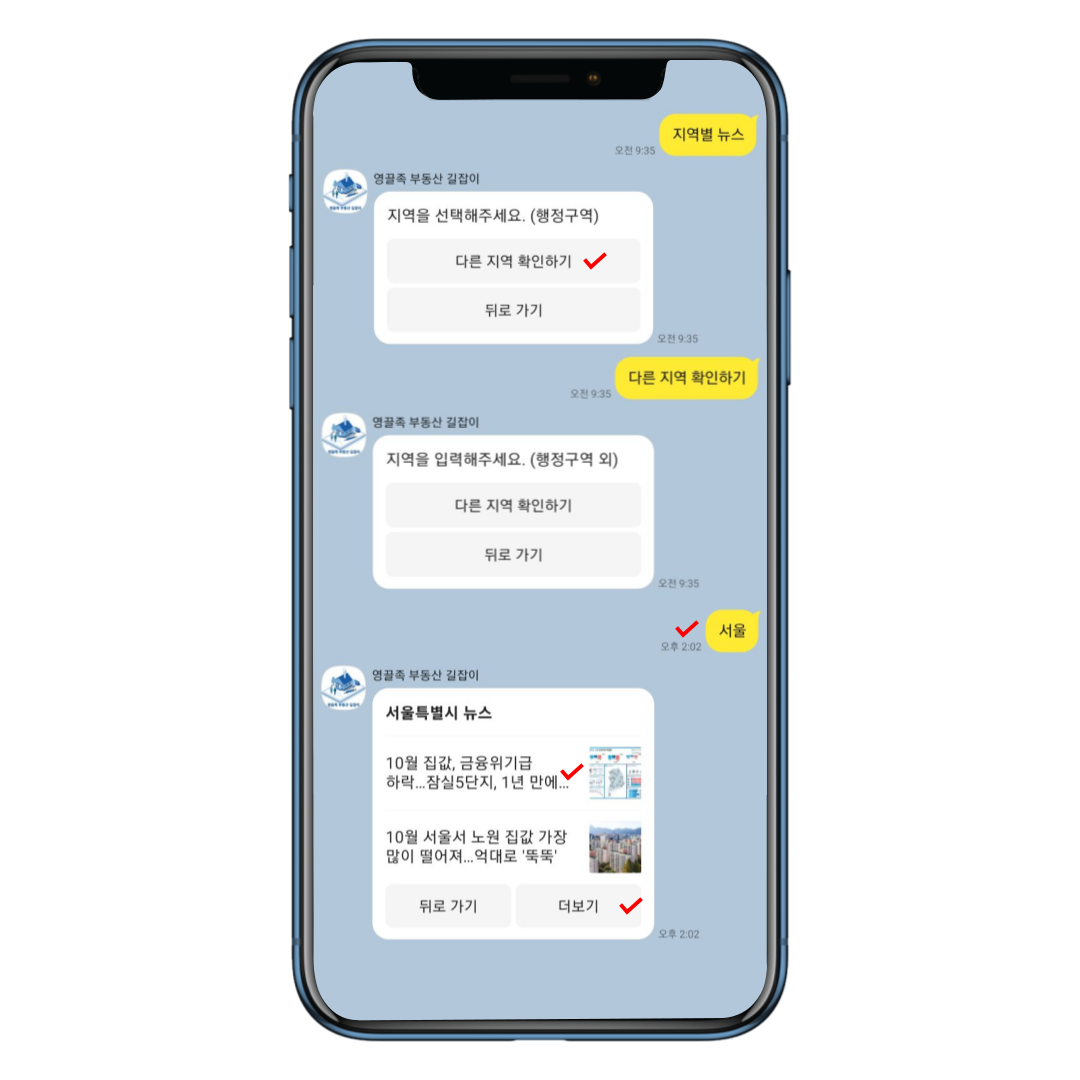 지역별 뉴스
오전 9:35
영끌족 부동산 길잡이
지역을 선택해주세요. (행정구역)
다른 지역 확인하기
뒤로 가기
오전 9:35
다른 지역 확인하기
오전 9:35
영끌족 부동산 길잡이
지역을 입력해주세요. (행정구역 외)
다른 지역 확인하기
뒤로 가기
오전 9:35
서울
오후 2:02
영끌족 부동산 길잡이
서울특별시 뉴스
10월 집값, 금융위기급
하락...잠실5단지, 1년 만에...
10월 서울서 노원 집값 가장
많이 떨어져...억대로 '뚝뚝'
뒤로 가기
더보기
오후 2:02